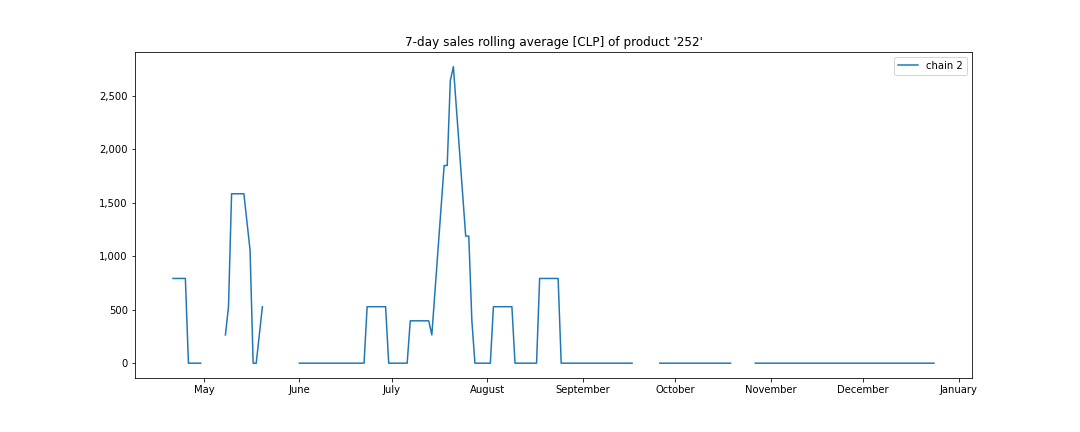 7-day sales rolling average [CLP] of product '252'
chain 2
2,500
2,000
1,500
1,000
500
0
May June July August September October November December January